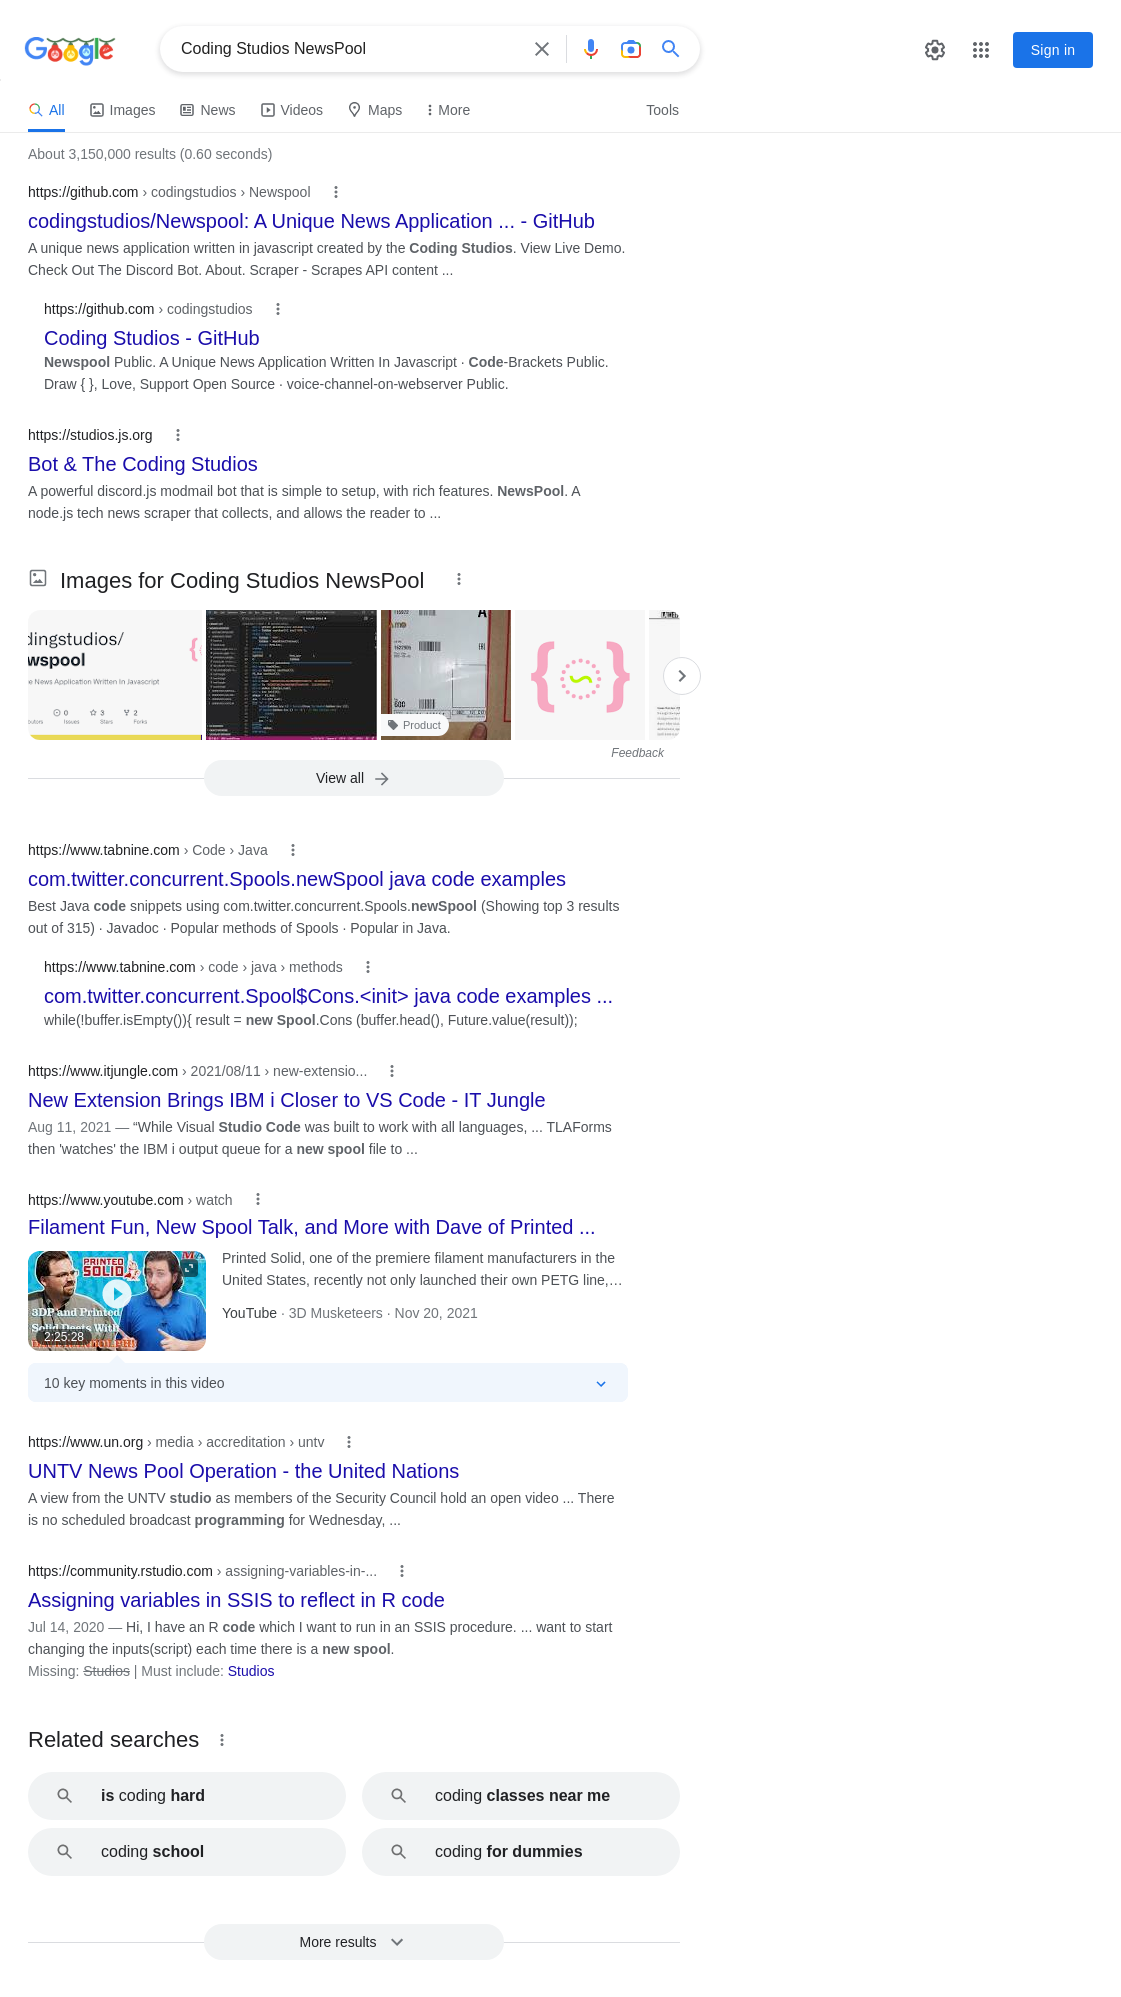 Google
Coding Studios NewsPool
Sign in
All
Images
News
Videos
Maps
More
Tools
About 3,150,000 results (0.60 seconds)
https://github.com › codingstudios › Newspool
codingstudios/Newspool: A Unique News Application ... - GitHub
A unique news application written in javascript created by the Coding Studios. View Live Demo.
Check Out The Discord Bot. About. Scraper - Scrapes API content ...
https://github.com › codingstudios
Coding Studios - GitHub
Newspool Public. A Unique News Application Written In Javascript · Code-Brackets Public.
Draw { }, Love, Support Open Source · voice-channel-on-webserver Public.
https://studios.js.org
Bot & The Coding Studios
A powerful discord.js modmail bot that is simple to setup, with rich features. NewsPool. A
node.js tech news scraper that collects, and allows the reader to ...
Images for Coding Studios NewsPool
dingstudios/
wspool
e News Application Written In Javascript
0
3
2
utors
Issues
Stars
Forks
Product
Feedback
View all
https://www.tabnine.com › Code › Java
com.twitter.concurrent.Spools.newSpool java code examples
Best Java code snippets using com.twitter.concurrent.Spools.newSpool (Showing top 3 results
out of 315) · Javadoc · Popular methods of Spools · Popular in Java.
https://www.tabnine.com › code › java › methods
com.twitter.concurrent.Spool$Cons.<init> java code examples ...
while(!buffer.isEmpty()){ result = new Spool.Cons (buffer.head(), Future.value(result));
https://www.itjungle.com › 2021/08/11 › new-extensio...
New Extension Brings IBM i Closer to VS Code - IT Jungle
Aug 11, 2021 — “While Visual Studio Code was built to work with all languages, ... TLAForms
then 'watches' the IBM i output queue for a new spool file to ...
https://www.youtube.com › watch
Filament Fun, New Spool Talk, and More with Dave of Printed ...
PRINTED
SOLID
3DP and Printed
Solid Deets With
2:25:28
Printed Solid, one of the premiere filament manufacturers in the
United States, recently not only launched their own PETG line,…
YouTube · 3D Musketeers · Nov 20, 2021
10 key moments in this video
https://www.un.org › media › accreditation › untv
UNTV News Pool Operation - the United Nations
A view from the UNTV studio as members of the Security Council hold an open video ... There
is no scheduled broadcast programming for Wednesday, ...
https://community.rstudio.com › assigning-variables-in-...
Assigning variables in SSIS to reflect in R code
Jul 14, 2020 — Hi, I have an R code which I want to run in an SSIS procedure. ... want to start
changing the inputs(script) each time there is a new spool.
Missing: Studios | Must include: Studios
Related searches
is coding hard
coding classes near me
coding school
coding for dummies
More results